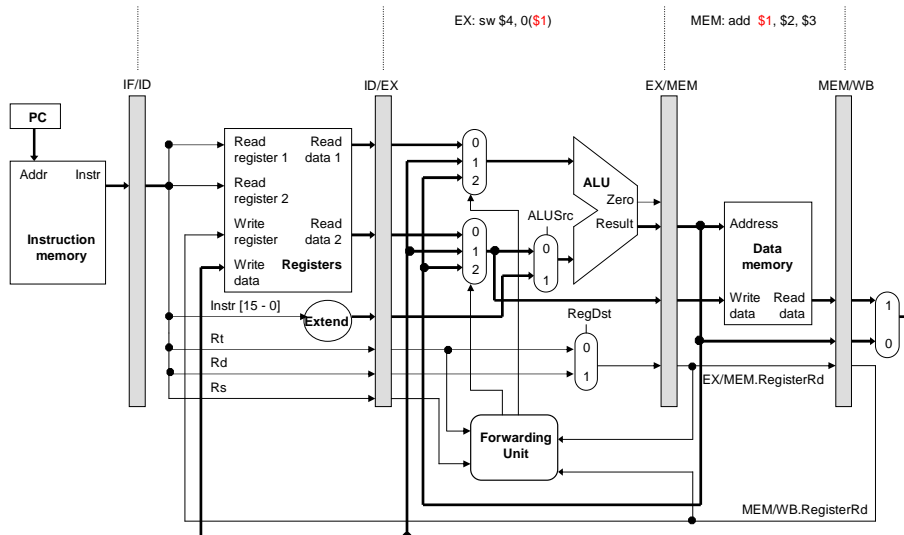 EX: sw $4, 0($1)
MEM: add $1, $2, $3
IF/ID
ID/EX
EX/MEM
MEM/WB
PC
Addr
Instr
Instruction
memory
Read
register 1
Read
data 1
Read
register 2
Write
register
Read
data 2
Write
data
Registers
Instr [15 - 0]
Extend
Rt
Rd
Rs
0
1
2
0
1
2
ALUSrc
0
1
ALU
Zero
Result
RegDst
0
1
Forwarding
Unit
Address
Data
memory
Write
data
Read
data
1
0
EX/MEM.RegisterRd
MEM/WB.RegisterRd